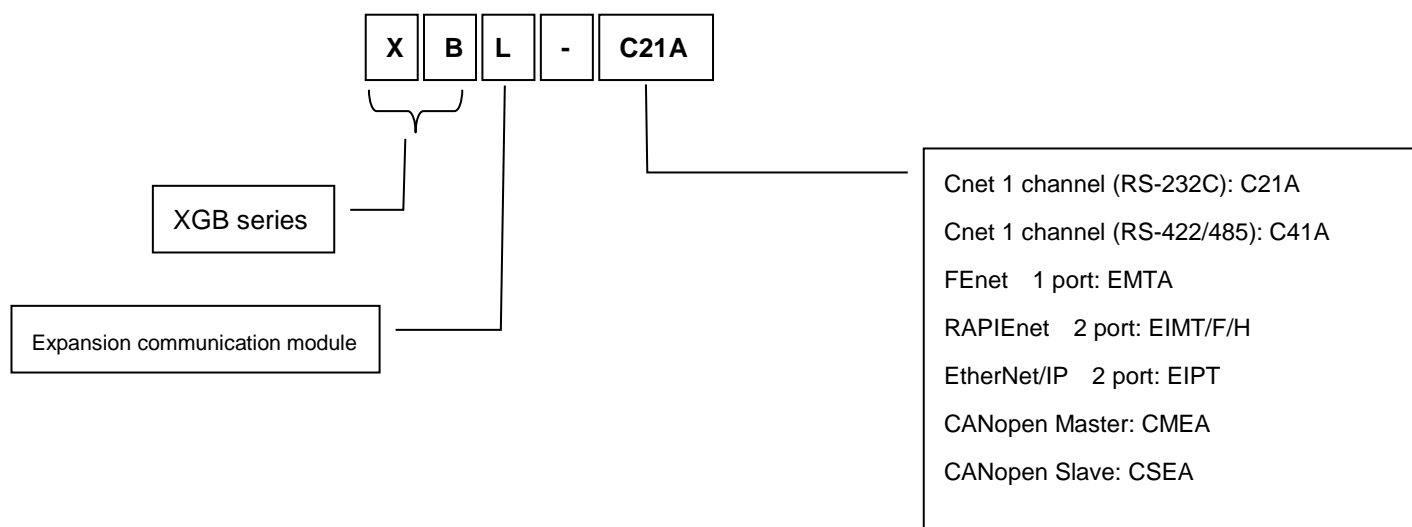 X B L - C21A
XGB series
Expansion communication module
Cnet 1 channel (RS-232C): C21A
Cnet 1 channel (RS-422/485): C41A
FEnet 1 port: EMTA
RAPIEnet 2 port: EIMT/F/H
EtherNet/IP 2 port: EIPT
CANopen Master: CMEA
CANopen Slave: CSEA